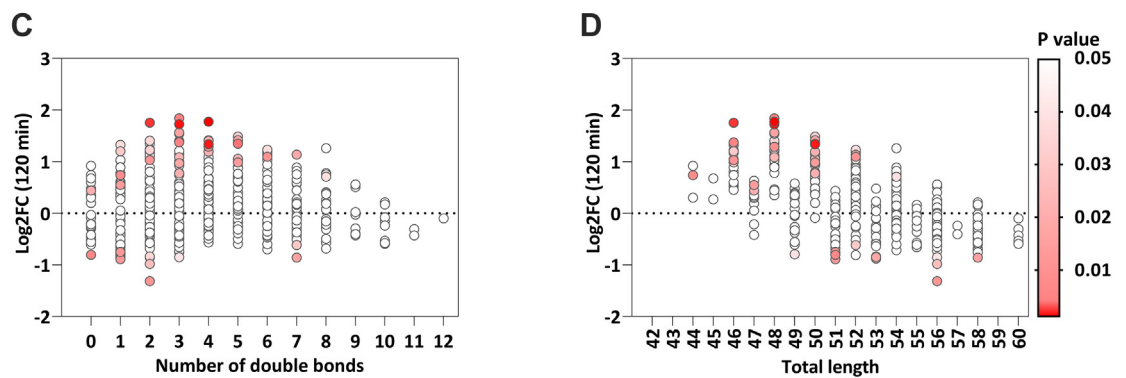 C
3
2
1
0
-1
-2
Log2FC (120 min)
0 1 2 3 4 5 6 7 8 9 10 11 12
Number of double bonds
D
3
2
1
0
-1
-2
Log2FC (120 min)
42 43 44 45 46 47 48 49 50 51 52 53 54 55 56 57 58 59 60
Total length
P value
0.05
0.04
0.03
0.02
0.01